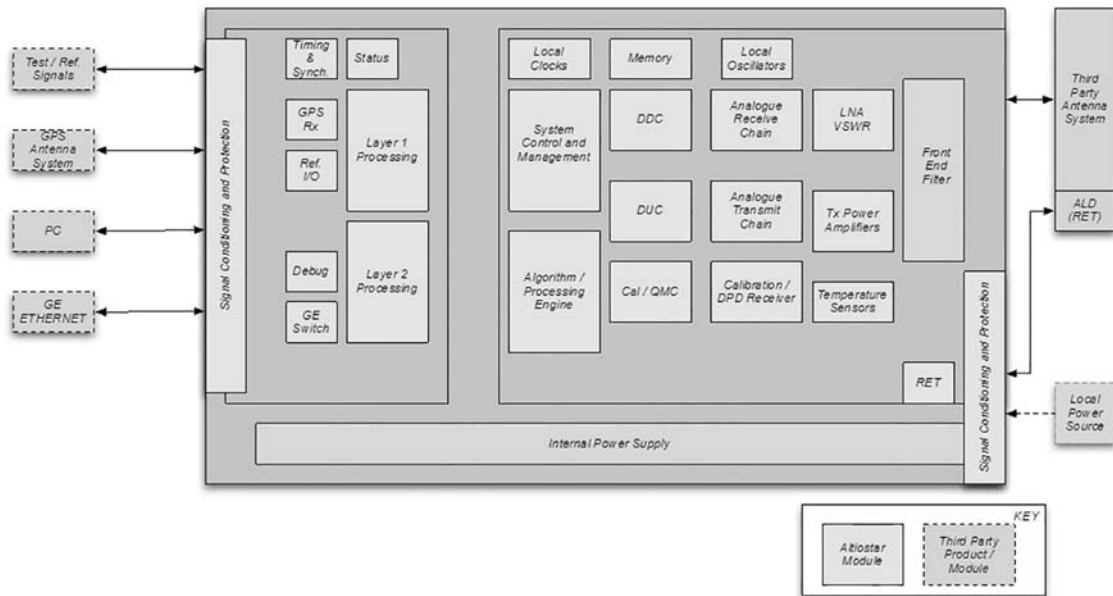 Test / Ref.
Signals
GPS
Antenna
System
PC
GE
ETHERNET
Signal Conditioning and Protection
Timing
&
Synch.
Status
GPS
Rx
Ref.
I/O
Layer 1
Processing
Debug
GE
Switch
Layer 2
Processing
Local
Clocks
Memory
Local
Oscillators
System
Control and
Management
DDC
Analogue
Receive
Chain
LNA
VSWR
Front
End
Filter
DUC
Analogue
Transmit
Chain
Tx Power
Amplifiers
Algorithm /
Processing
Engine
Cal / QMC
Calibration /
DPD Receiver
Temperature
Sensors
RET
Signal Conditioning and Protection
Internal Power Supply
Third
Party
Antenna
System
ALD
(RET)
Local
Power
Source
KEY
Altiostar
Module
Third Party
Product /
Module